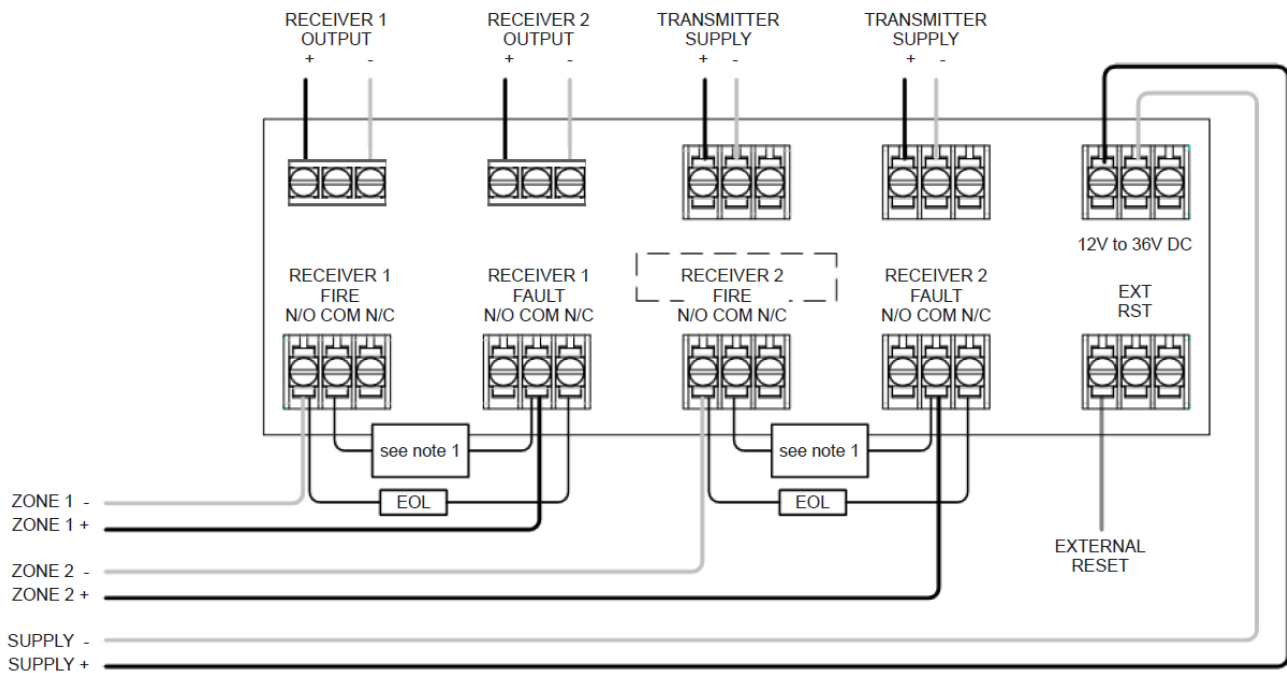 RECEIVER 1
OUTPUT
+ -
RECEIVER 2
OUTPUT
+ -
TRANSMITTER
SUPPLY
+ -
TRANSMITTER
SUPPLY
+ -
12V to 36V DC
RECEIVER 1
FIRE
N/O COM N/C
RECEIVER 1
FAULT
N/O COM N/C
RECEIVER 2
FIRE
N/O COM N/C
RECEIVER 2
FAULT
N/O COM N/C
EXT
RST
see note 1
see note 1
EOL
EOL
ZONE 1 -
ZONE 1 +
ZONE 2 -
ZONE 2 +
EXTERNAL
RESET
SUPPLY -
SUPPLY +